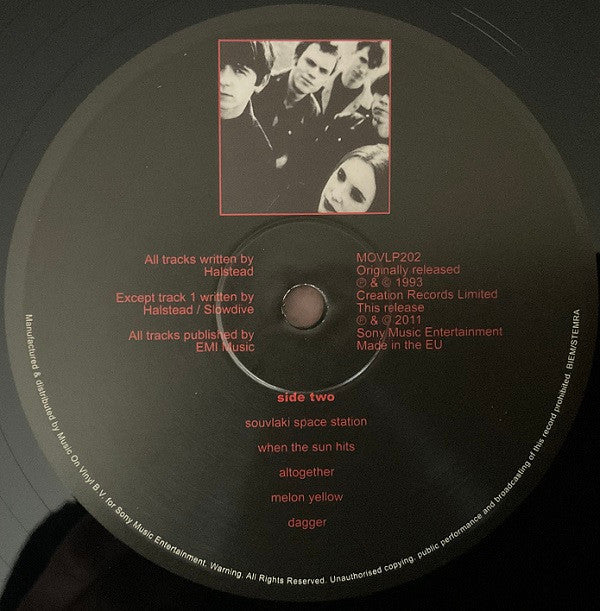 All tracks written by
Halstead
Except track 1 written by
Halstead / Slowdive
All tracks published by
EMI Music
MOVLP202
Originally released
℗ & © 1993
Creation Records Limited
This release
℗ & © 2011
Sony Music Entertainment
Made in the EU
side two
souvlaki space station
when the sun hits
altogether
melon yellow
dagger
Manufactured & distributed by Music On Vinyl B.V. for Sony Music Entertainment. Warning. All Rights Reserved. Unauthorised copying, public performance and broadcasting of this record prohibited. BIEM/STEMRA